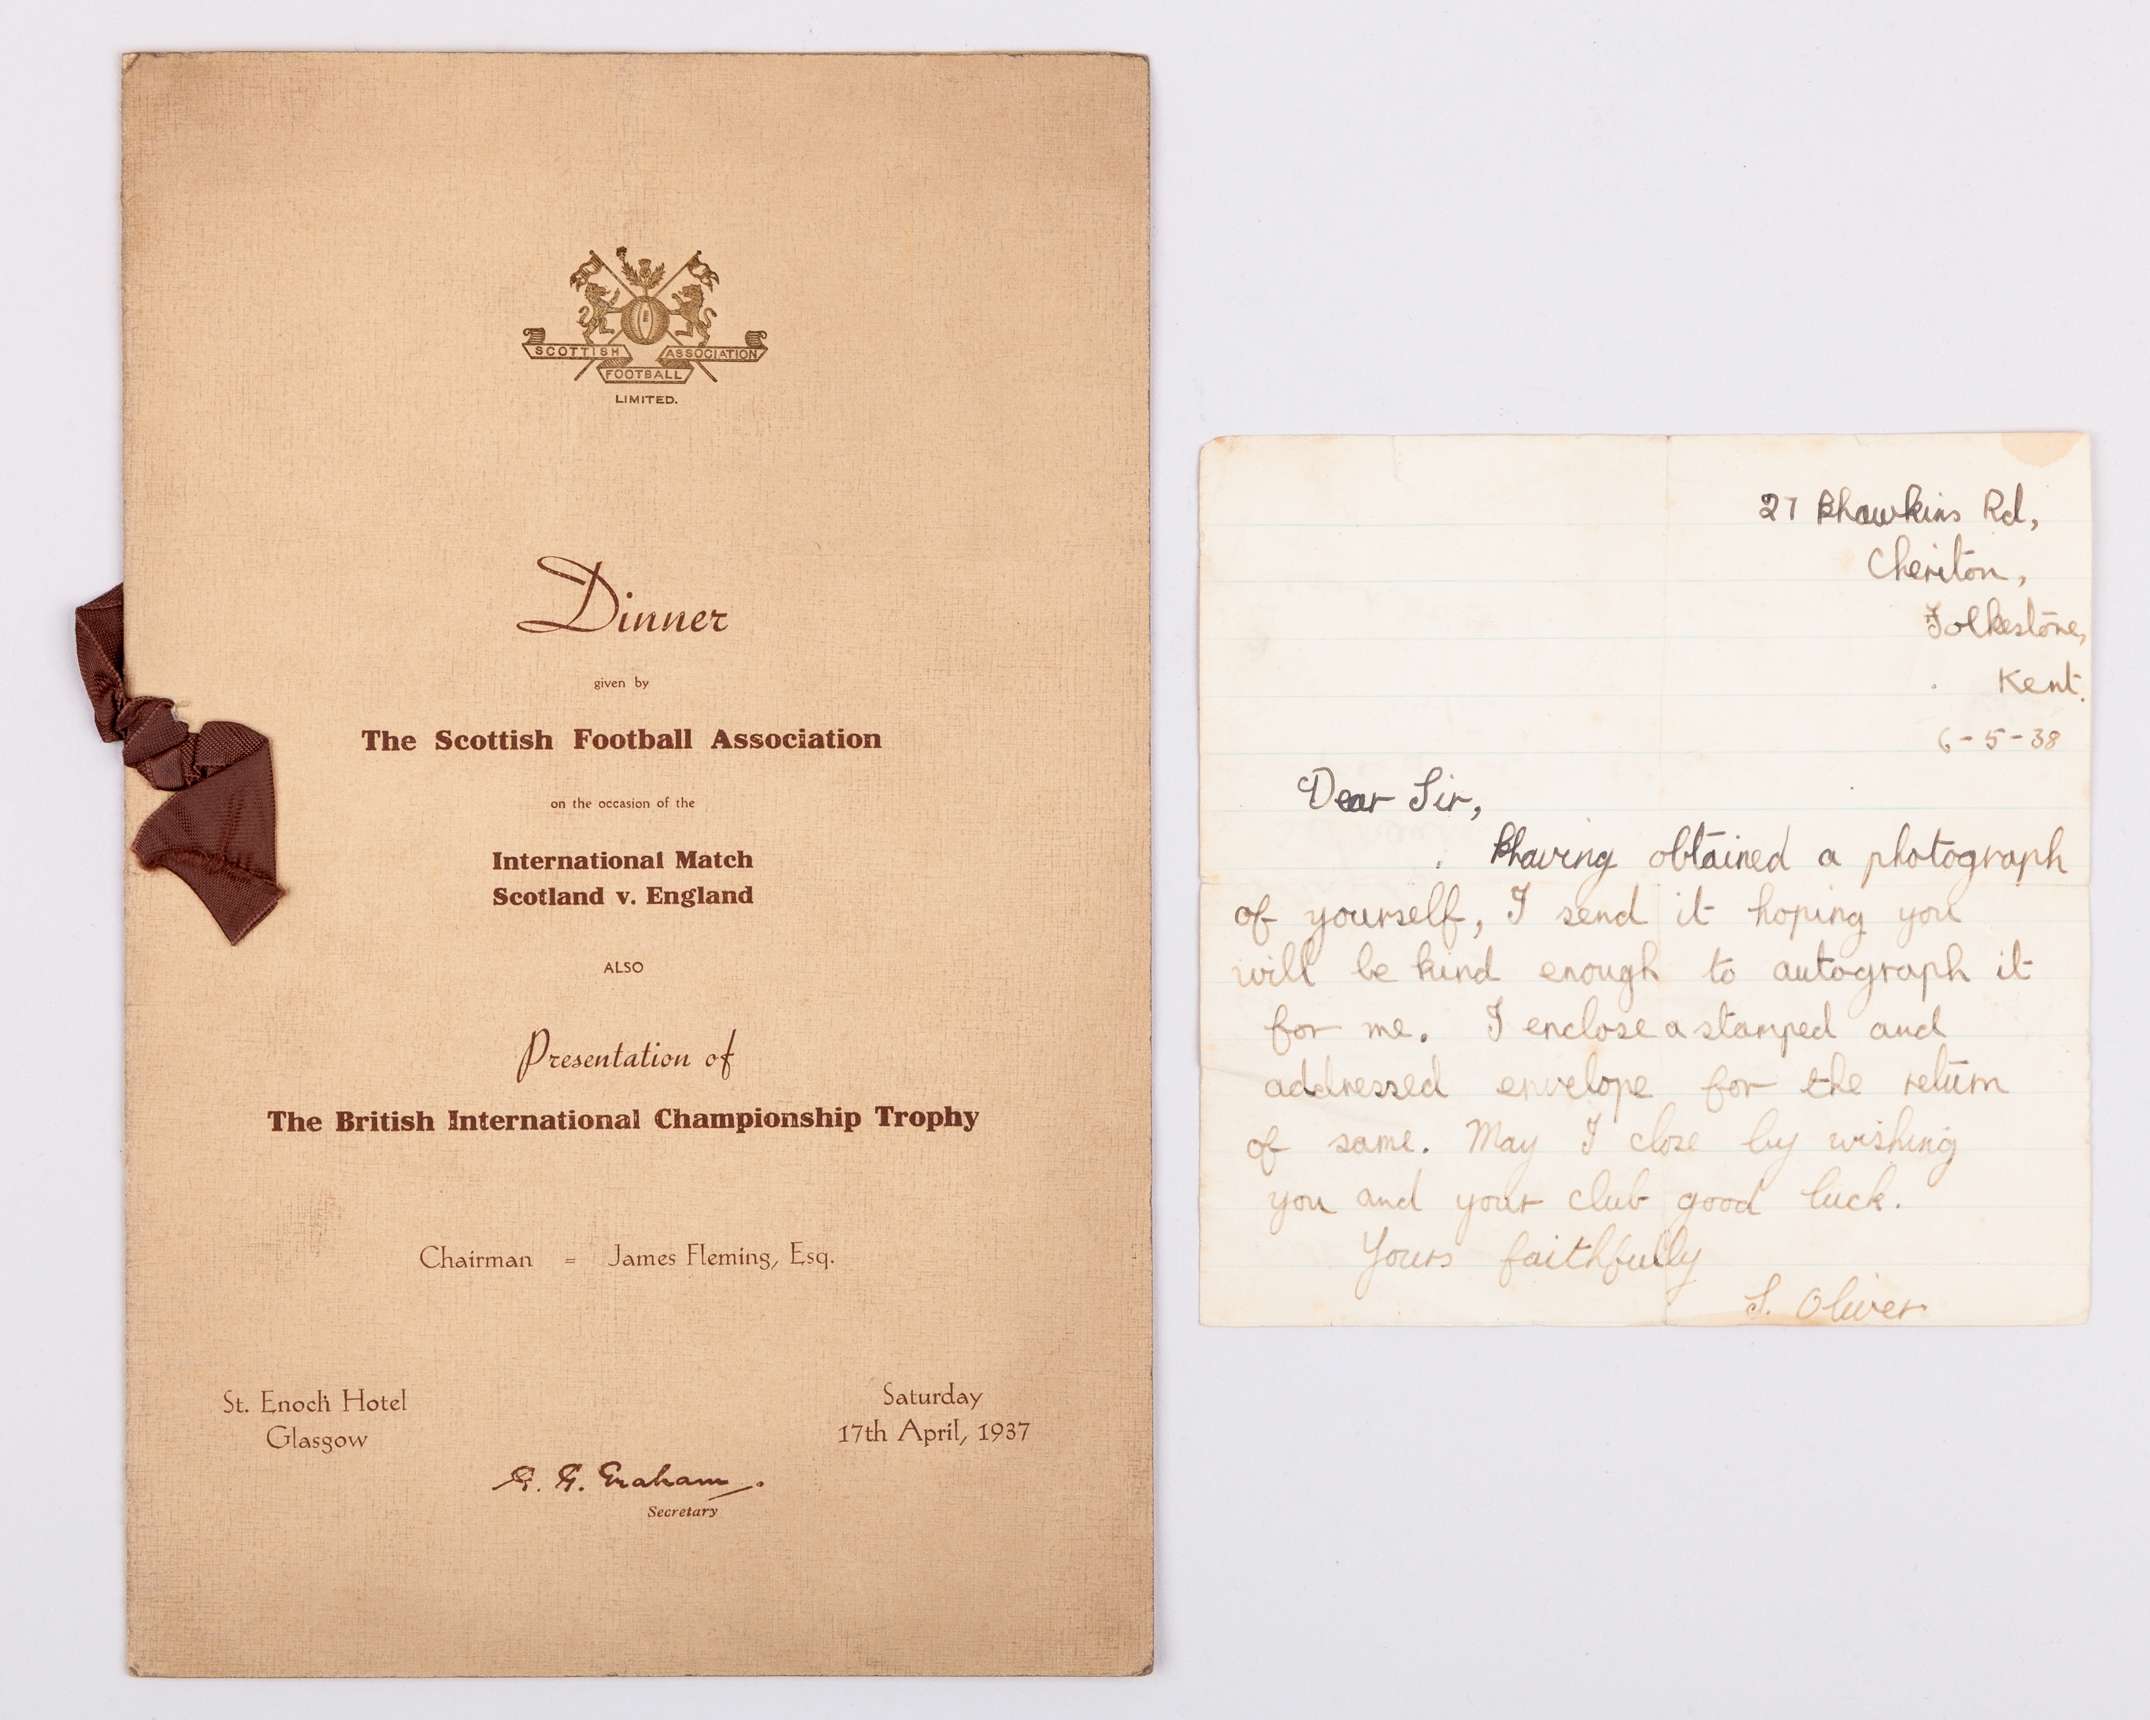 SCOTTISH FOOTBALL ASSOCIATION
LIMITED.
Dinner
given by
The Scottish Football Association
on the occasion of the
International Match
Scotland v. England
ALSO
Presentation of
The British International Championship Trophy
Chairman = James Fleming, Esq.
St. Enoch Hotel
Glasgow
Saturday
17th April, 1937
G. G. Graham.
Secretary
27 Hawkins Rd,
Cheriton,
Folkestone,
Kent.
6-5-38
Dear Sir,
Having obtained a photograph
of yourself, I send it hoping you
will be kind enough to autograph it
for me. I enclose a stamped and
addressed envelope for the return
of same. May I close by wishing
you and your club good luck.
Yours faithfully
S. Oliver